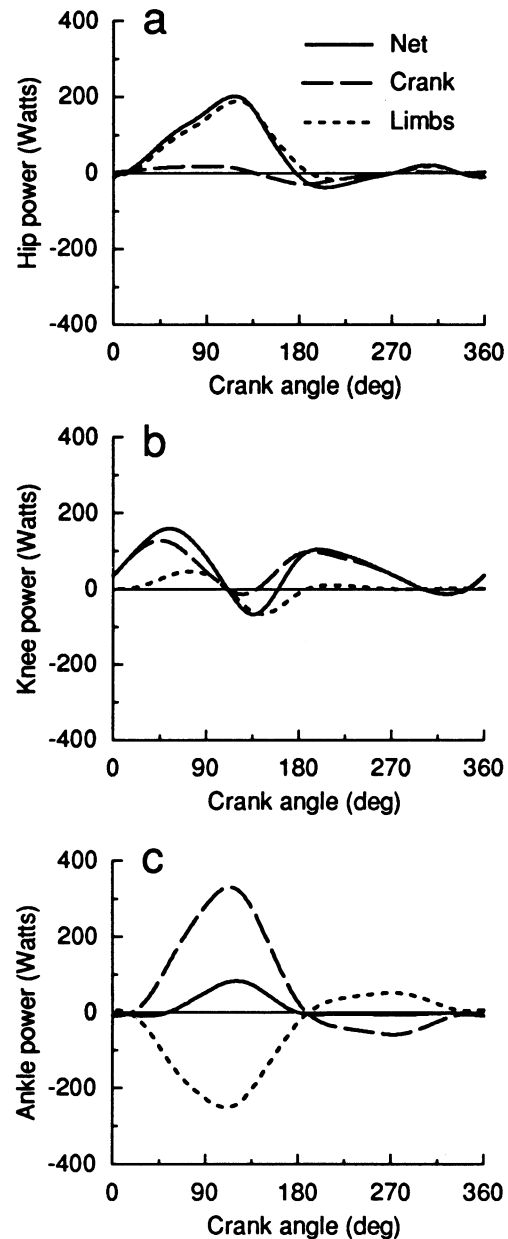 a
Net
Crank
Limbs
400
200
0
-200
-400
Hip power (Watts)
0 90 180 270 360
Crank angle (deg)
b
400
200
0
-200
-400
Knee power (Watts)
0 90 180 270 360
Crank angle (deg)
c
400
200
0
-200
-400
Ankle power (Watts)
0 90 180 270 360
Crank angle (deg)